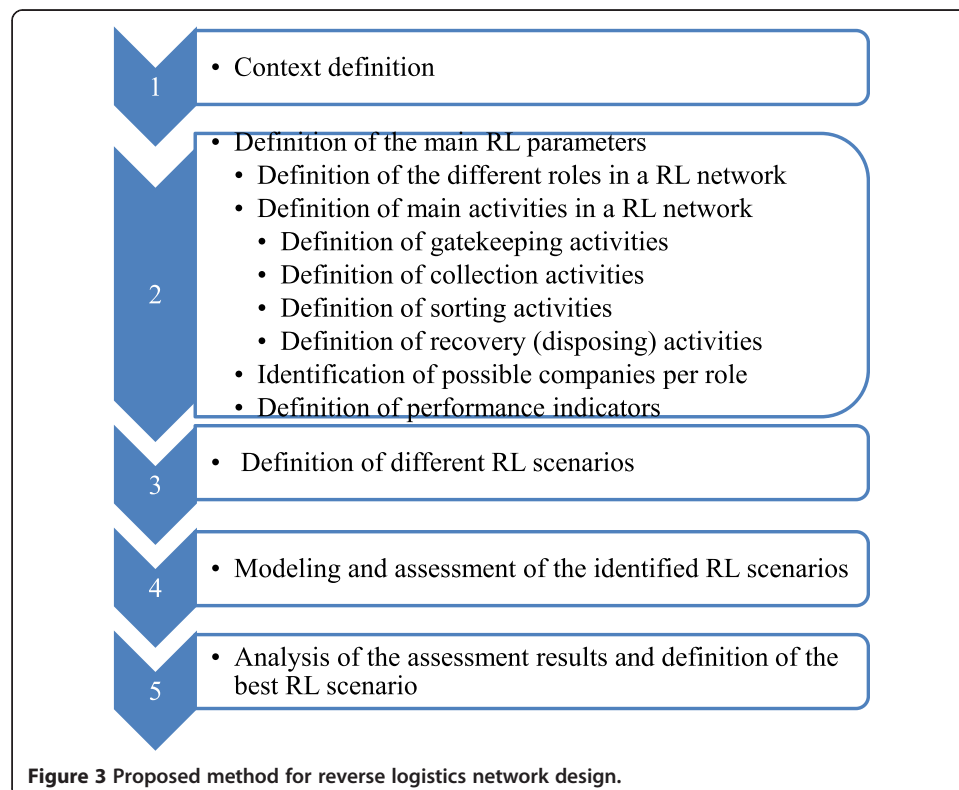 1
• Context definition
2
• Definition of the main RL parameters
• Definition of the different roles in a RL network
• Definition of main activities in a RL network
• Definition of gatekeeping activities
• Definition of collection activities
• Definition of sorting activities
• Definition of recovery (disposing) activities
• Identification of possible companies per role
• Definition of performance indicators
3
• Definition of different RL scenarios
4
• Modeling and assessment of the identified RL scenarios
5
• Analysis of the assessment results and definition of the
best RL scenario
Figure 3 Proposed method for reverse logistics network design.